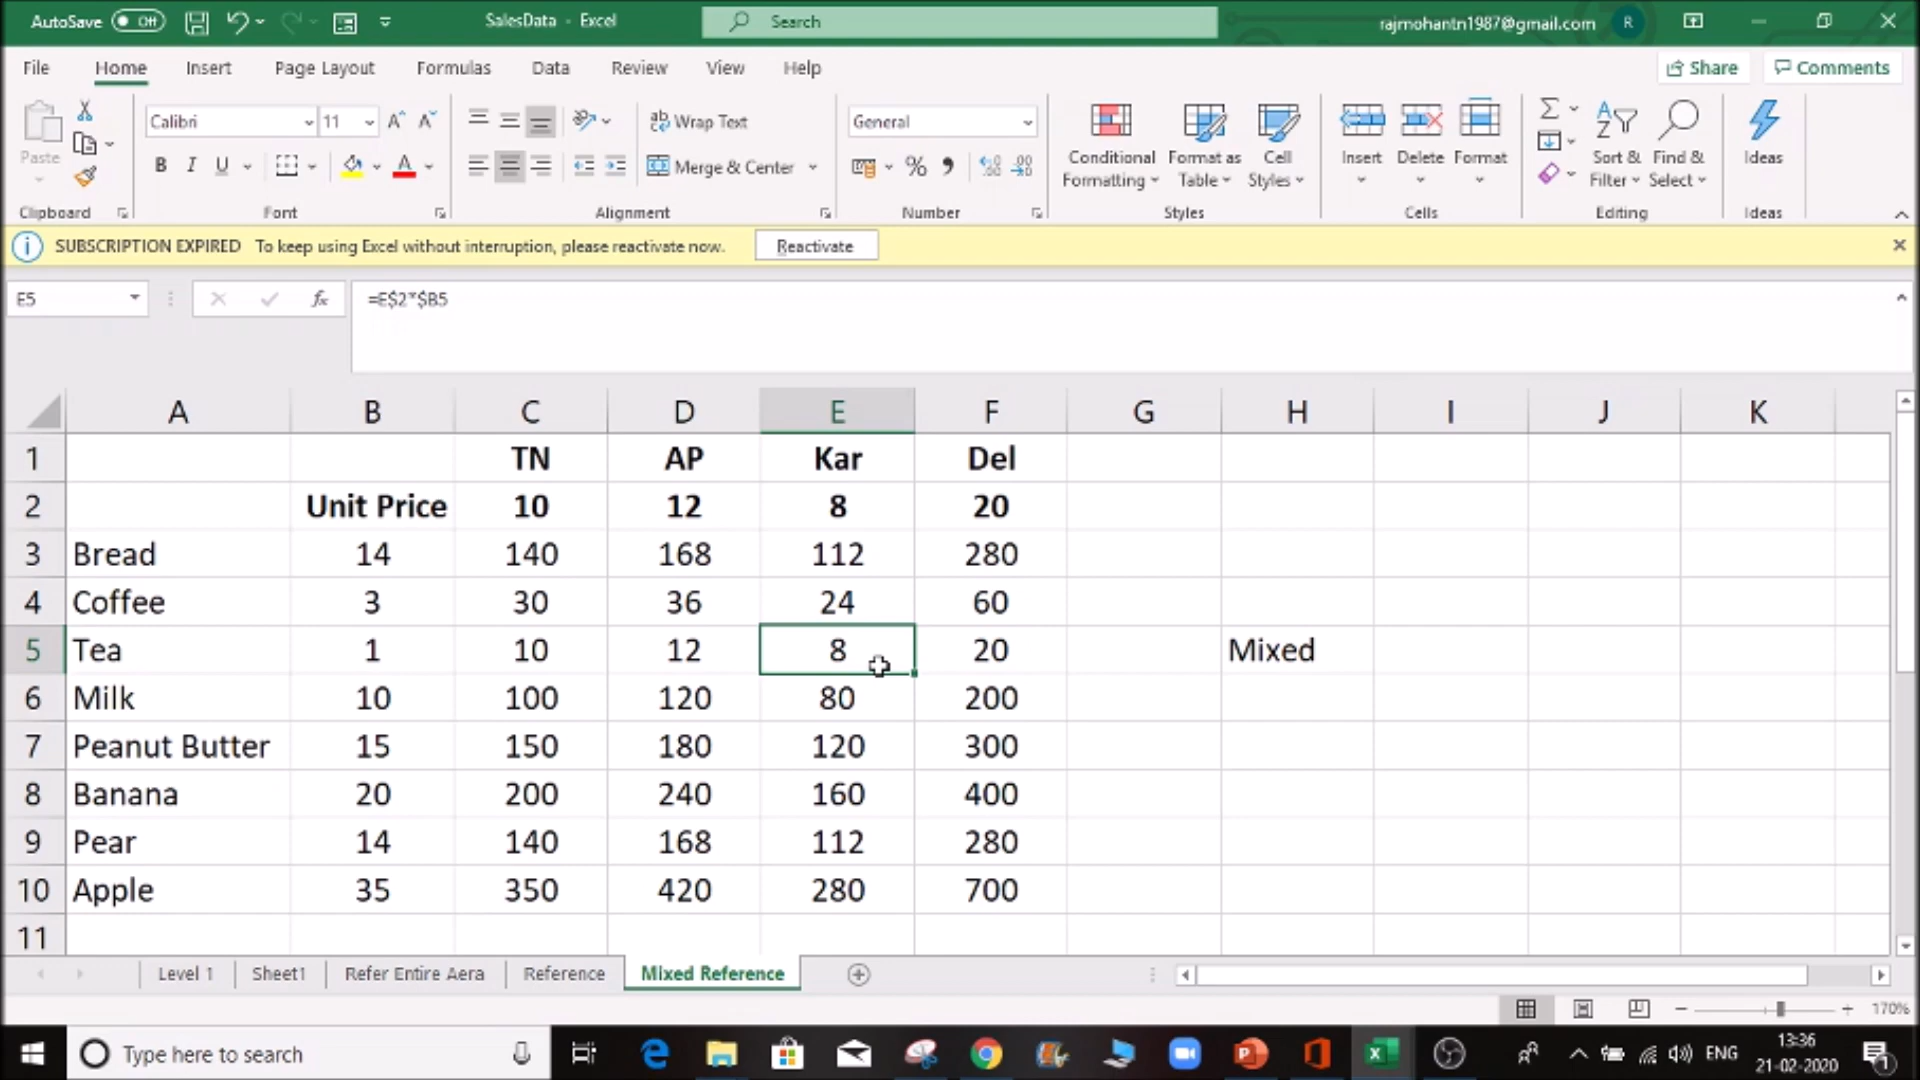 AutoSave Off SalesData - Excel Search rajmohantn1987@gmail.com R
File Home Insert Page Layout Formulas Data Review View Help Share Comments
Paste Calibri 11 Wrap Text General
B I U Merge & Center % Conditional Formatting Format as Table Cell Styles Insert Delete Format Sort & Filter Find & Select Ideas
Clipboard Font Alignment Number Styles Cells Editing Ideas
SUBSCRIPTION EXPIRED To keep using Excel without interruption, please reactivate now. Reactivate
E5 fx =E$2*$B5
A B C D E F G H I J K
1 TN AP Kar Del
2 Unit Price 10 12 8 20
3 Bread 14 140 168 112 280
4 Coffee 3 30 36 24 60
5 Tea 1 10 12 8 20 Mixed
6 Milk 10 100 120 80 200
7 Peanut Butter 15 150 180 120 300
8 Banana 20 200 240 160 400
9 Pear 14 140 168 112 280
10 Apple 35 350 420 280 700
11
Level 1 Sheet1 Refer Entire Aera Reference Mixed Reference
170%
Type here to search ENG 13:36
21-02-2020 1